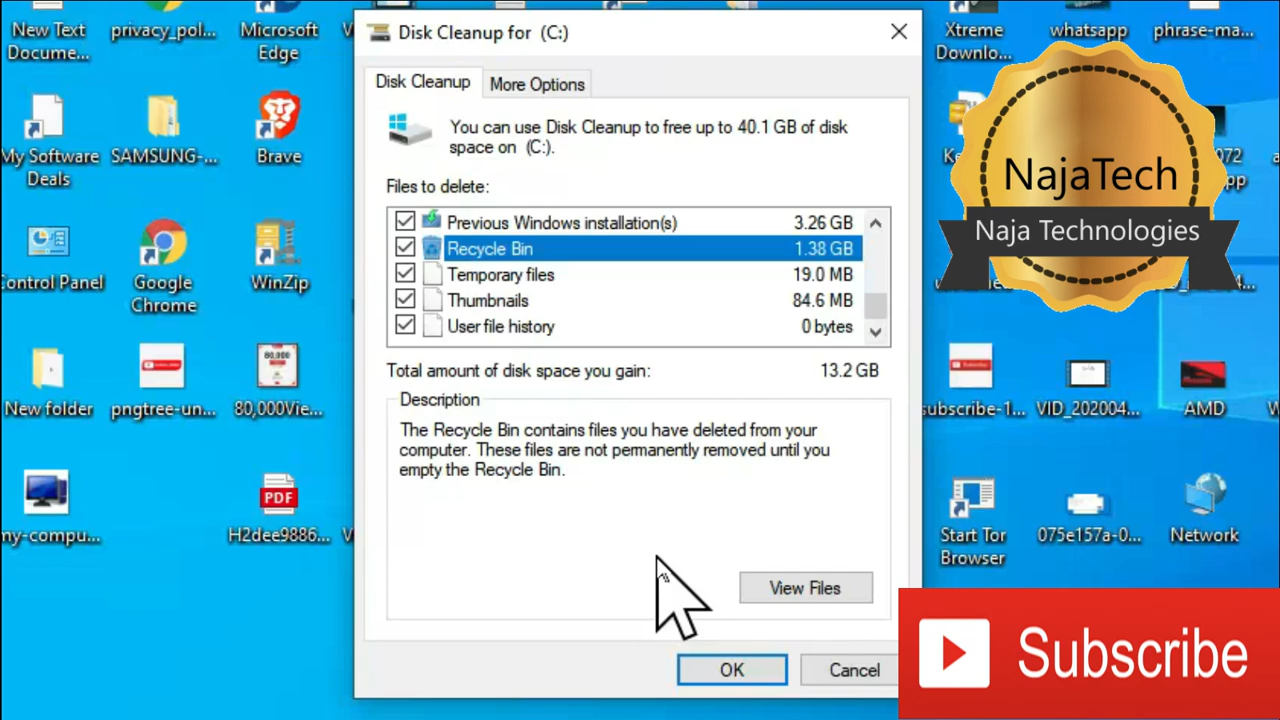 New Text
Docume...
privacy_pol...
Microsoft
Edge
My Software
Deals
SAMSUNG-...
Brave
Control Panel
Google
Chrome
WinZip
New folder
pngtree-un...
80,000
80,000Vie...
my-compu...
PDF
H2dee9886...
Disk Cleanup for (C:)
Disk Cleanup
More Options
You can use Disk Cleanup to free up to 40.1 GB of disk
space on (C:).
Files to delete:
Previous Windows installation(s) 3.26 GB
Recycle Bin 1.38 GB
Temporary files 19.0 MB
Thumbnails 84.6 MB
User file history 0 bytes
Total amount of disk space you gain: 13.2 GB
Description
The Recycle Bin contains files you have deleted from your
computer. These files are not permanently removed until you
empty the Recycle Bin.
View Files
OK
Cancel
Xtreme
Downlo...
whatsapp
phrase-ma...
NajaTech
Naja Technologies
subscribe-1...
VID_202004...
AMD
Start Tor
Browser
075e157a-0...
Network
Subscribe